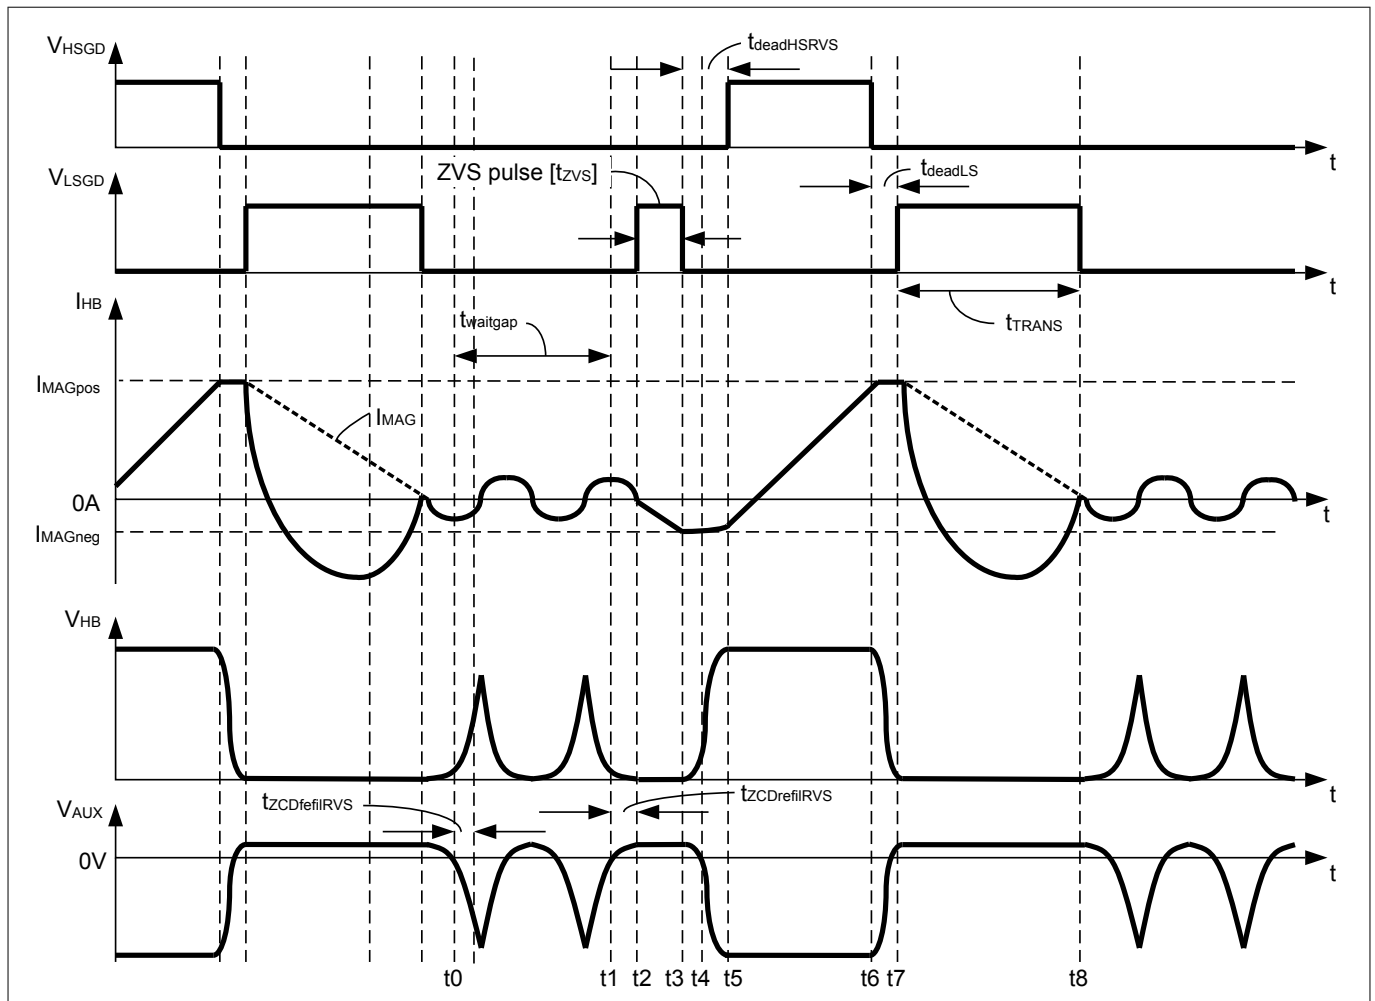 VHSGD
tdeadHSRVS
t
VLSGD
ZVS pulse [tZVS]
tdeadLS
t
IHB
twaitgap
tTRANS
IMAGpos
IMAG
0A
t
IMAGneg
VHB
t
tZCDfefilRVS
tZCDrefilRVS
VAUX
0V
t
t0 t1 t2 t3 t4 t5 t6 t7 t8